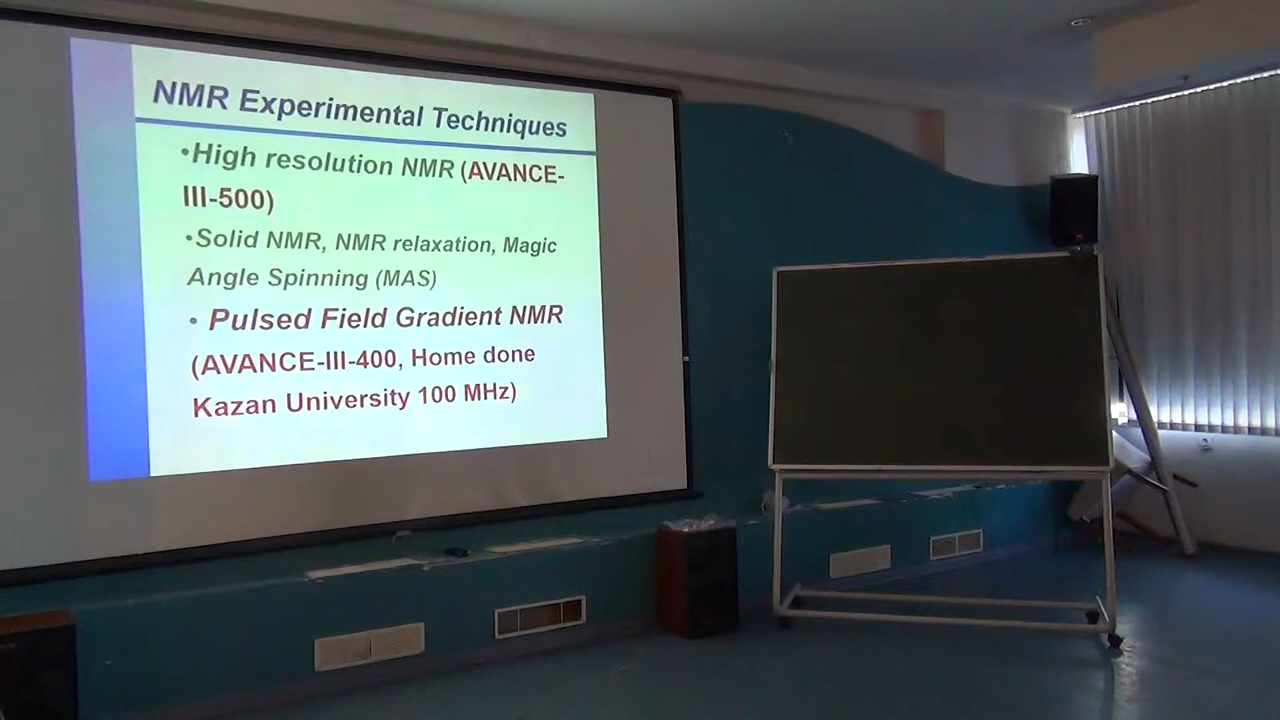 NMR Experimental Techniques
•High resolution NMR (AVANCE-
III-500)
•Solid NMR, NMR relaxation, Magic
Angle Spinning (MAS)
• Pulsed Field Gradient NMR
(AVANCE-III-400, Home done
Kazan University 100 MHz)